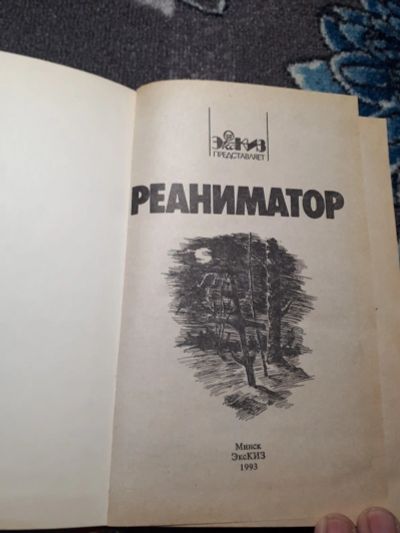 ЭксКИЗ
ПРЕДСТАВЛЯЕТ
РЕАНИМАТОР
Минск
ЭксКИЗ
1993